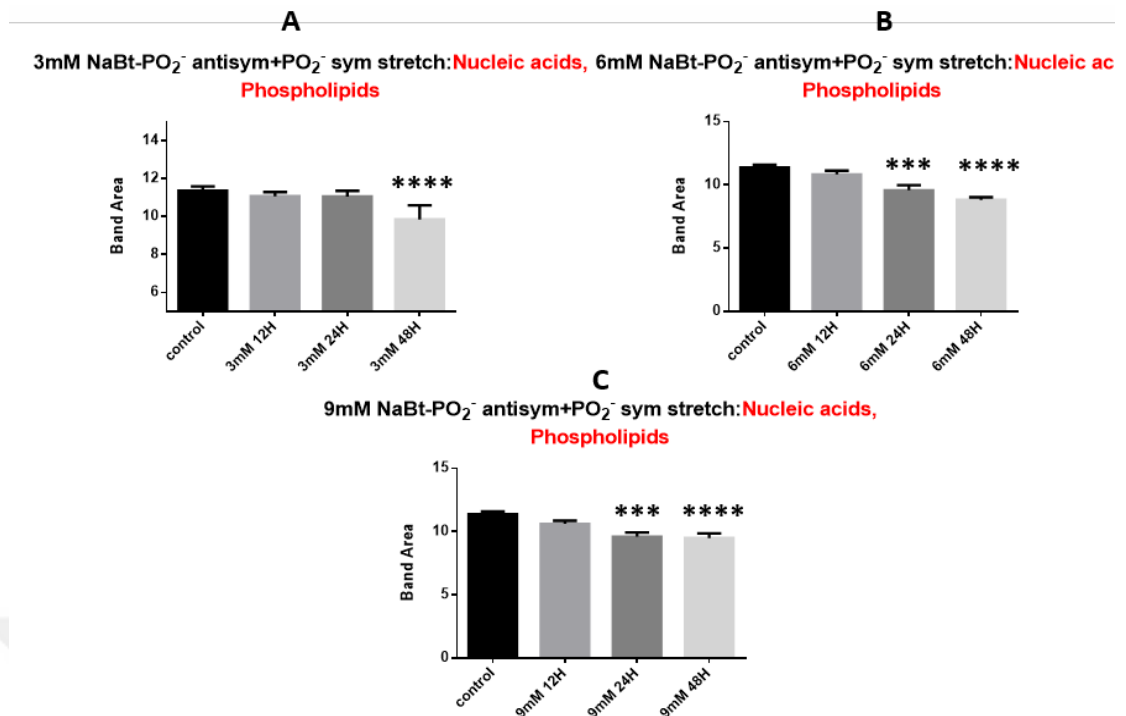 A
3mM NaBt-PO₂⁻ antisym+PO₂⁻ sym stretch:Nucleic acids,
Phospholipids
Band Area
14
12
10
8
6
****
control
3mM 12H
3mM 24H
3mM 48H
B
6mM NaBt-PO₂⁻ antisym+PO₂⁻ sym stretch:Nucleic ac
Phospholipids
Band Area
15
10
5
0
***
****
control
6mM 12H
6mM 24H
6mM 48H
C
9mM NaBt-PO₂⁻ antisym+PO₂⁻ sym stretch:Nucleic acids,
Phospholipids
Band Area
15
10
5
0
***
****
control
9mM 12H
9mM 24H
9mM 48H